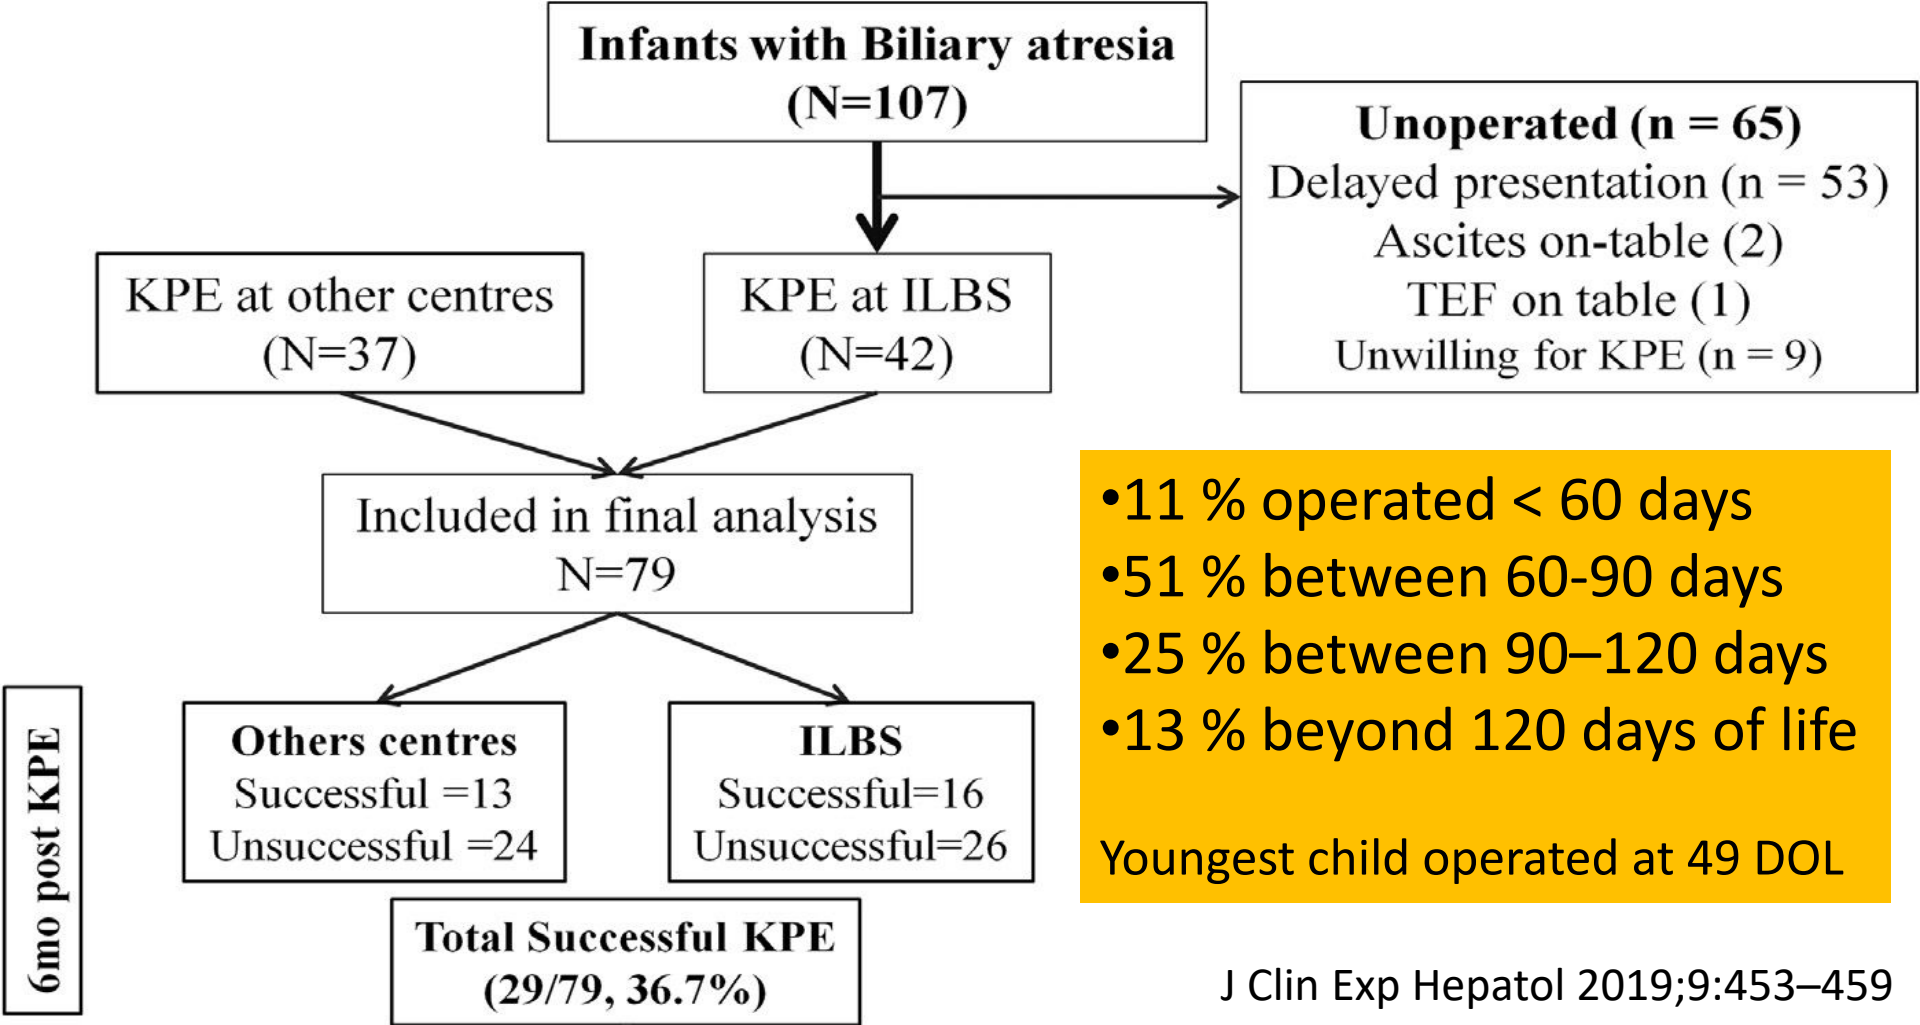 Infants with Biliary atresia
(N=107)
Unoperated (n = 65)
Delayed presentation (n = 53)
Ascites on-table (2)
TEF on table (1)
Unwilling for KPE (n = 9)
KPE at other centres
(N=37)
KPE at ILBS
(N=42)
Included in final analysis
N=79
•11 % operated < 60 days
•51 % between 60-90 days
•25 % between 90–120 days
•13 % beyond 120 days of life
Youngest child operated at 49 DOL
6mo post KPE
Others centres
Successful =13
Unsuccessful =24
ILBS
Successful=16
Unsuccessful=26
Total Successful KPE
(29/79, 36.7%)
J Clin Exp Hepatol 2019;9:453–459